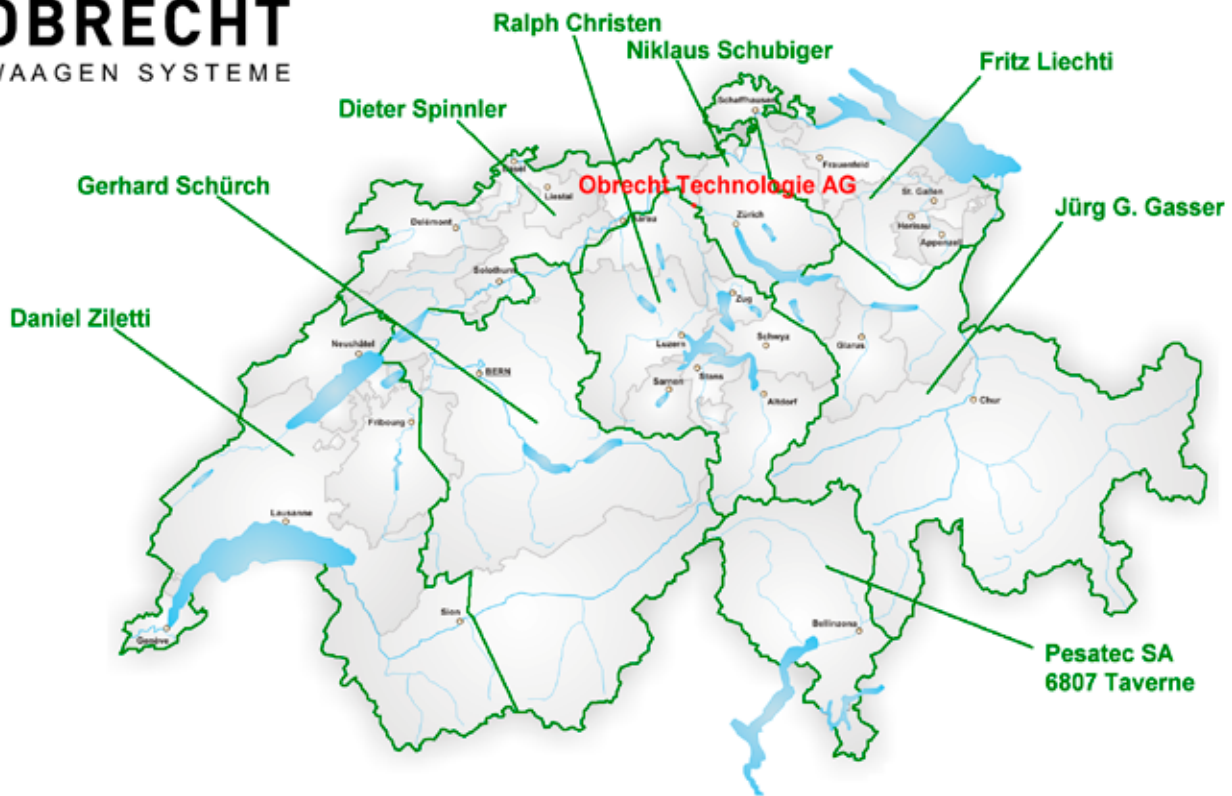 OBRECHT
WAAGEN SYSTEME
Ralph Christen
Niklaus Schubiger
Fritz Liechti
Dieter Spinnler
Gerhard Schürch
Obrecht Technologie AG
Jürg G. Gasser
Daniel Ziletti
Schaffhausen
Frauenfeld
Basel
Liestal
St. Gallen
Herisau
Appenzell
Delémont
Aarau
Zürich
Solothurn
Zug
Neuchâtel
Luzern
Schwyz
Glarus
BERN
Stans
Sarnen
Altdorf
Chur
Fribourg
Lausanne
Sion
Bellinzona
Genève
Pesatec SA
6807 Taverne